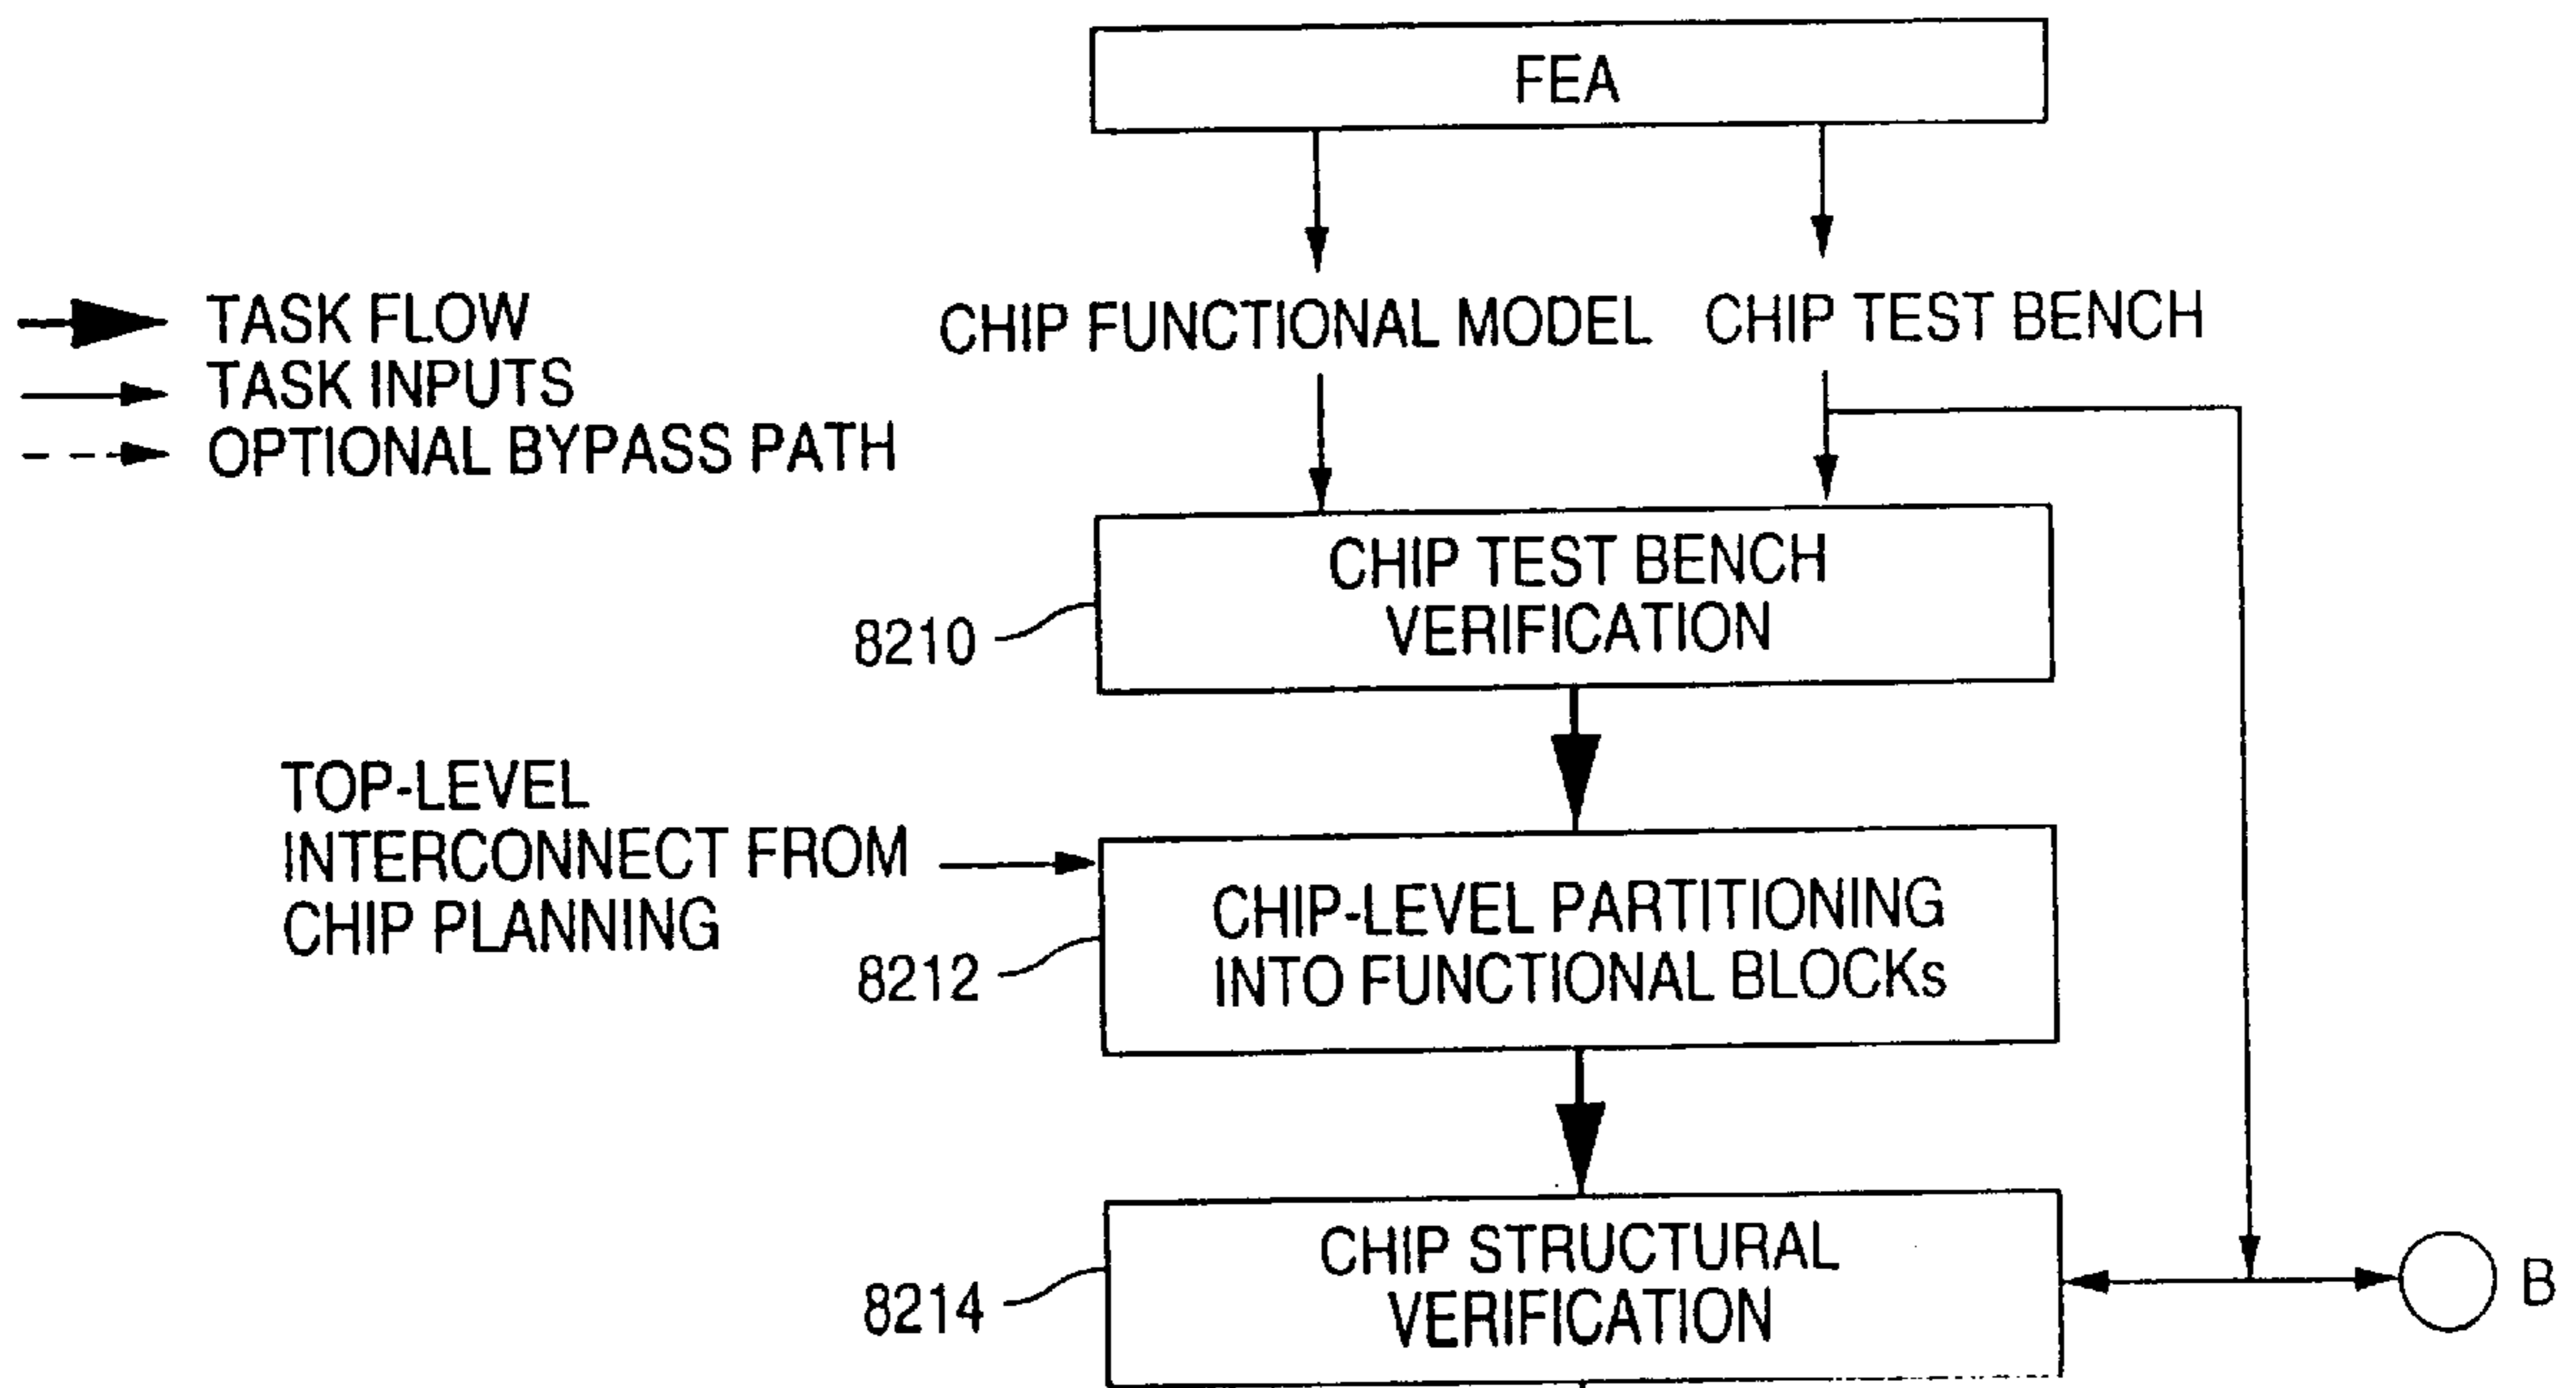 FEA
TASK FLOW
TASK INPUTS
OPTIONAL BYPASS PATH
CHIP FUNCTIONAL MODEL
CHIP TEST BENCH
CHIP TEST BENCH
VERIFICATION
8210
TOP-LEVEL
INTERCONNECT FROM
CHIP PLANNING
CHIP-LEVEL PARTITIONING
INTO FUNCTIONAL BLOCKs
8212
CHIP STRUCTURAL
VERIFICATION
8214
B